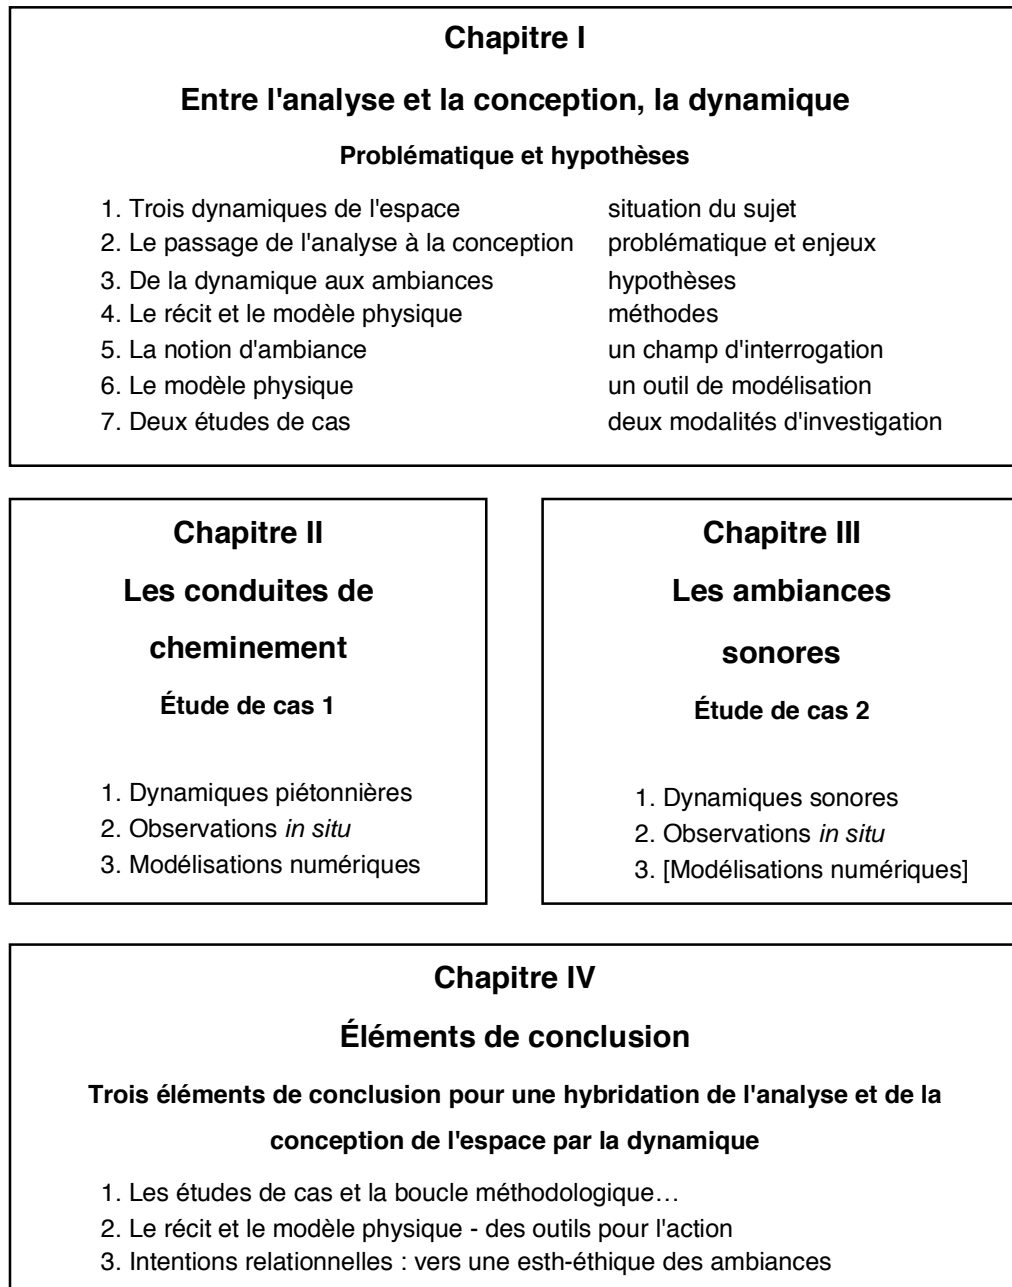 Chapitre I
Entre l'analyse et la conception, la dynamique
Problématique et hypothèses
1. Trois dynamiques de l'espace situation du sujet
2. Le passage de l'analyse à la conception problématique et enjeux
3. De la dynamique aux ambiances hypothèses
4. Le récit et le modèle physique méthodes
5. La notion d'ambiance un champ d'interrogation
6. Le modèle physique un outil de modélisation
7. Deux études de cas deux modalités d'investigation
Chapitre II
Les conduites de
cheminement
Étude de cas 1
1. Dynamiques piétonnières
2. Observations in situ
3. Modélisations numériques
Chapitre III
Les ambiances
sonores
Étude de cas 2
1. Dynamiques sonores
2. Observations in situ
3. [Modélisations numériques]
Chapitre IV
Éléments de conclusion
Trois éléments de conclusion pour une hybridation de l'analyse et de la
conception de l'espace par la dynamique
1. Les études de cas et la boucle méthodologique…
2. Le récit et le modèle physique - des outils pour l'action
3. Intentions relationnelles : vers une esth-éthique des ambiances